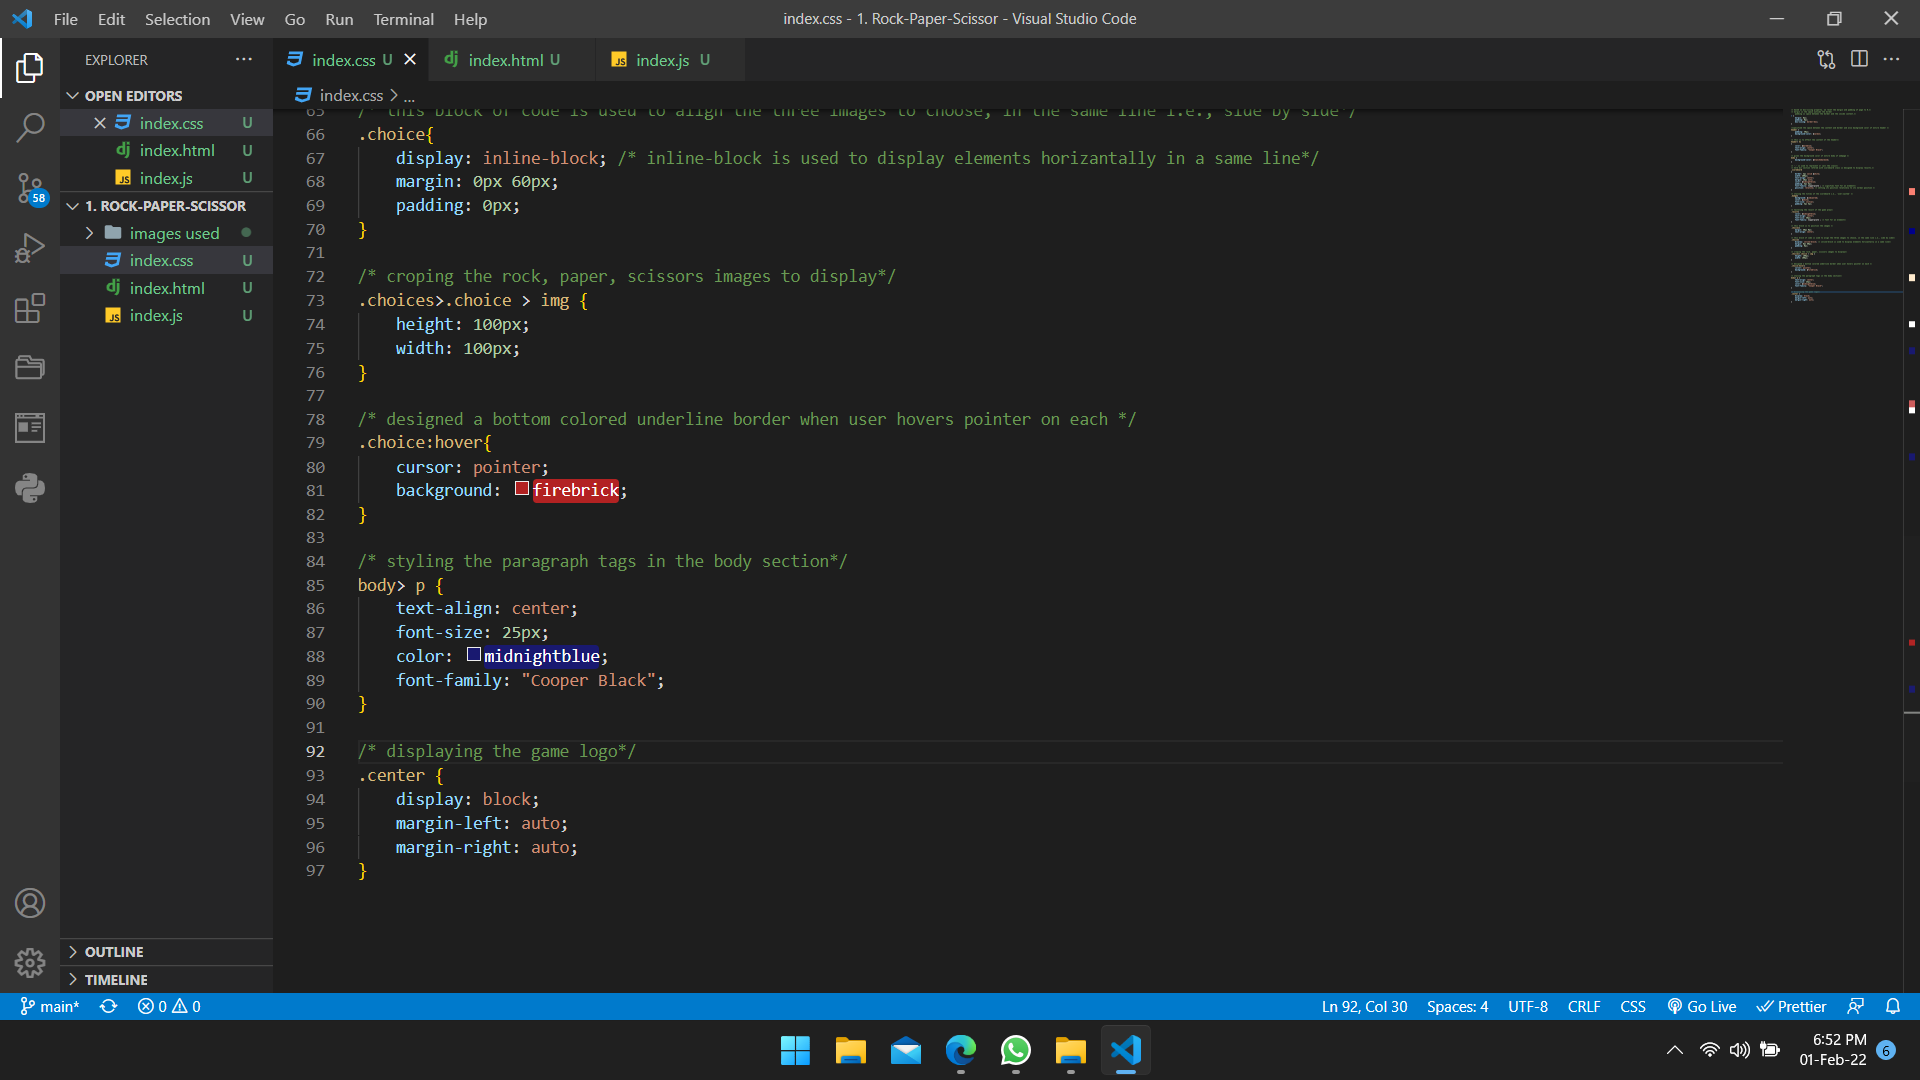 File Edit Selection View Go Run Terminal Help
index.css - 1. Rock-Paper-Scissor - Visual Studio Code
EXPLORER
index.css U
index.html U
index.js U
OPEN EDITORS
index.css U
index.html U
index.js U
58
1. ROCK-PAPER-SCISSOR
images used
index.css U
index.html U
index.js U
OUTLINE
TIMELINE
index.css > ...
65 /* this block of code is used to align the three images to choose, in the same line i.e., side by side*/
66 .choice{
67 display: inline-block; /* inline-block is used to display elements horizantally in a same line*/
68 margin: 0px 60px;
69 padding: 0px;
70 }
71
72 /* croping the rock, paper, scissors images to display*/
73 .choices>.choice > img {
74 height: 100px;
75 width: 100px;
76 }
77
78 /* designed a bottom colored underline border when user hovers pointer on each */
79 .choice:hover{
80 cursor: pointer;
81 background: firebrick;
82 }
83
84 /* styling the paragraph tags in the body section*/
85 body> p {
86 text-align: center;
87 font-size: 25px;
88 color: midnightblue;
89 font-family: "Cooper Black";
90 }
91
92 /* displaying the game logo*/
93 .center {
94 display: block;
95 margin-left: auto;
96 margin-right: auto;
97 }
main* 0 0 Ln 92, Col 30 Spaces: 4 UTF-8 CRLF CSS Go Live Prettier
6:52 PM
01-Feb-22 6